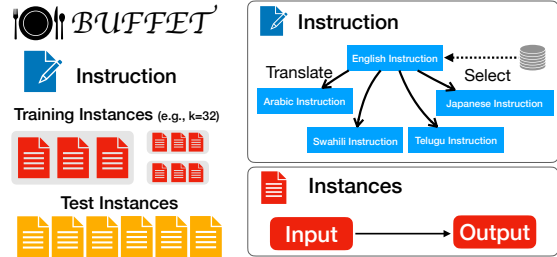 BUFFET
Instruction
Training Instances (e.g., k=32)
Test Instances
Instruction
English Instruction
Translate
Select
Arabic Instruction
Japanese Instruction
Swahili Instruction
Telugu Instruction
Instances
Input
Output